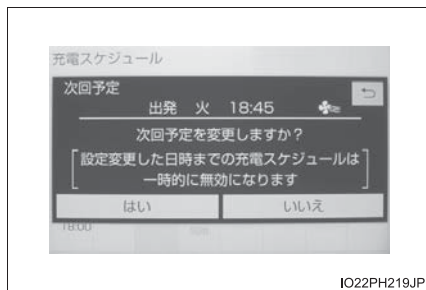 充電スケジュール
次回予定
出発 火 18:45
次回予定を変更しますか？
設定変更した日時までの充電スケジュールは
一時的に無効になります
はい いいえ
18:00
IO22PH219JP